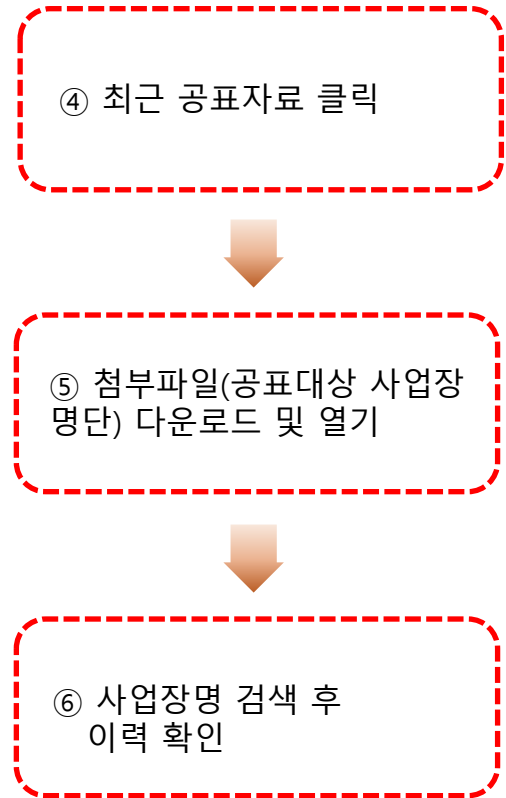 ④ 최근 공표자료 클릭
⑤ 첨부파일(공표대상 사업장
명단) 다운로드 및 열기
⑥ 사업장명 검색 후
이력 확인